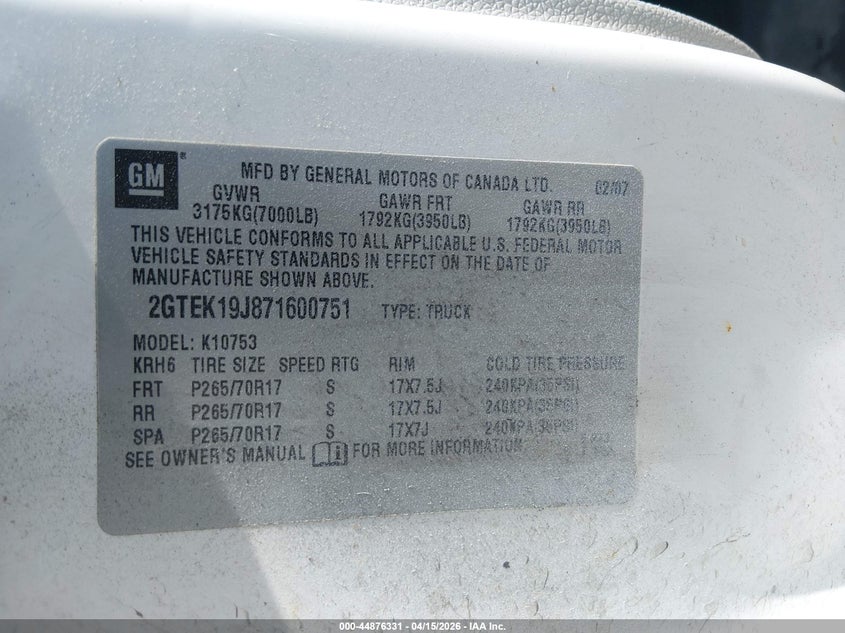 GM ®
MFD BY GENERAL MOTORS OF CANADA LTD. 02/07
GVWR GAWR FRT GAWR RR
3175KG(7000LB) 1792KG(3950LB) 1792KG(3950LB)
THIS VEHICLE CONFORMS TO ALL APPLICABLE U.S. FEDERAL MOTOR
VEHICLE SAFETY STANDARDS IN EFFECT ON THE DATE OF
MANUFACTURE SHOWN ABOVE.
2GTEK19J871600751 TYPE: TRUCK
MODEL: K10753
KRH6 TIRE SIZE SPEED RTG RIM COLD TIRE PRESSURE
FRT P265/70R17 S 17X7.5J 240KPA(35PSI)
RR P265/70R17 S 17X7.5J 240KPA(35PSI)
SPA P265/70R17 S 17X7J 240KPA(35PSI)
SEE OWNER'S MANUAL FOR MORE INFORMATION.
000-44876331 - 04/15/2026 - IAA Inc.